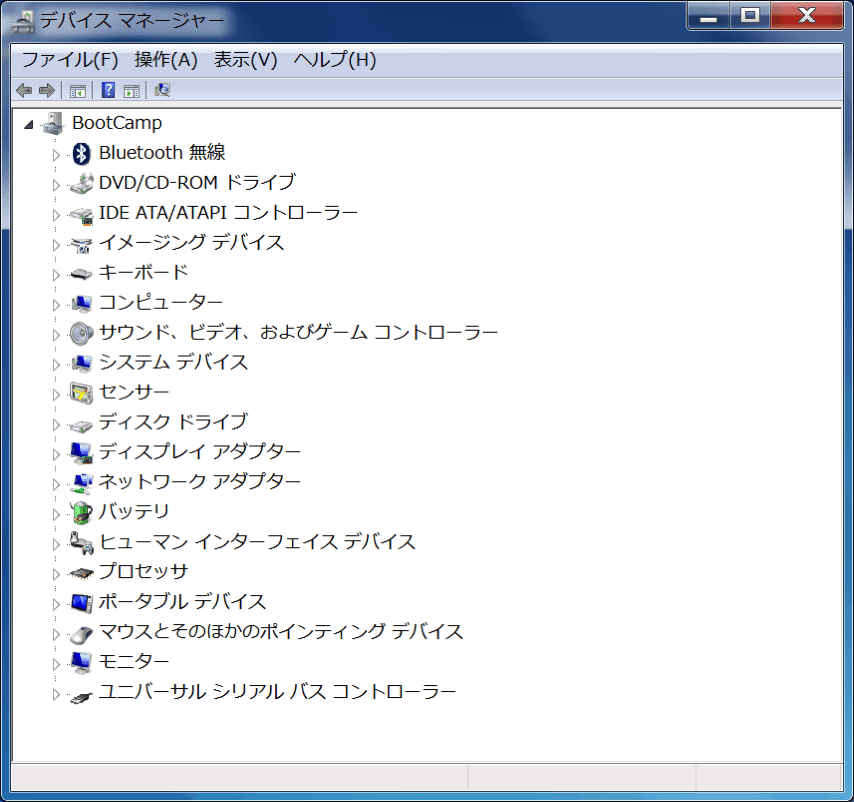 デバイス マネージャー
ファイル(F) 操作(A) 表示(V) ヘルプ(H)
BootCamp
Bluetooth 無線
DVD/CD-ROM ドライブ
IDE ATA/ATAPI コントローラー
イメージング デバイス
キーボード
コンピューター
サウンド、ビデオ、およびゲーム コントローラー
システム デバイス
センサー
ディスク ドライブ
ディスプレイ アダプター
ネットワーク アダプター
バッテリ
ヒューマン インターフェイス デバイス
プロセッサ
ポータブル デバイス
マウスとそのほかのポインティング デバイス
モニター
ユニバーサル シリアル バス コントローラー